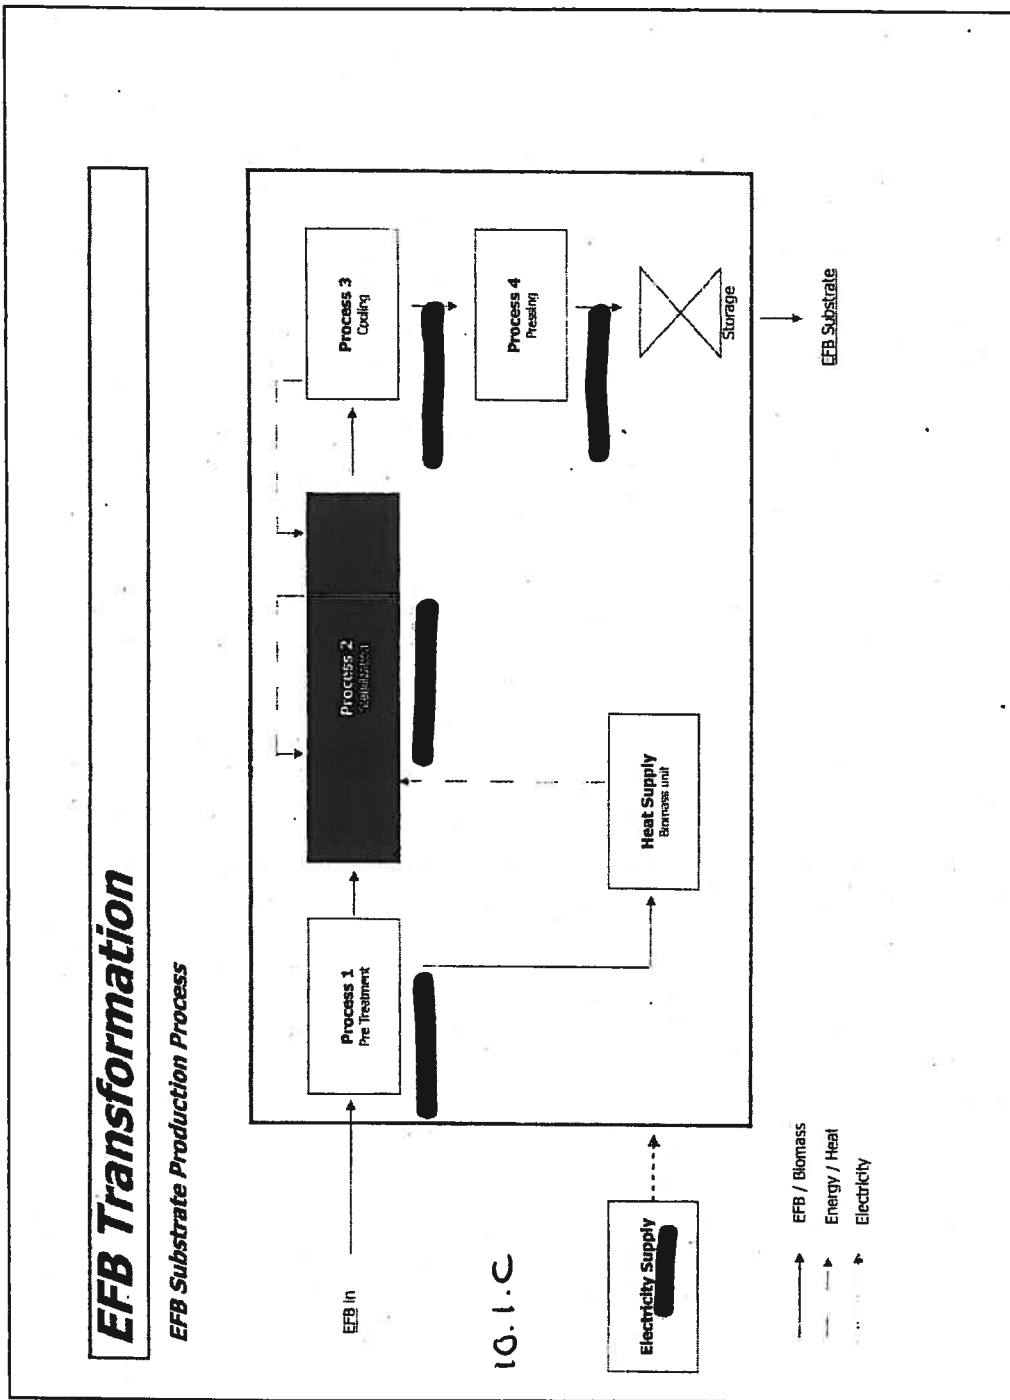 EFB Transformation
EFB Substrate Production Process
EFB in
Process 1
Pre Treatment
Process 2
Process 3
Cooling
Process 4
Pressing
Storage
EFB Substrate
Heat Supply
Biomass unit
Electricity Supply
10.1.C
EFB / Biomass
Energy / Heat
Electricity